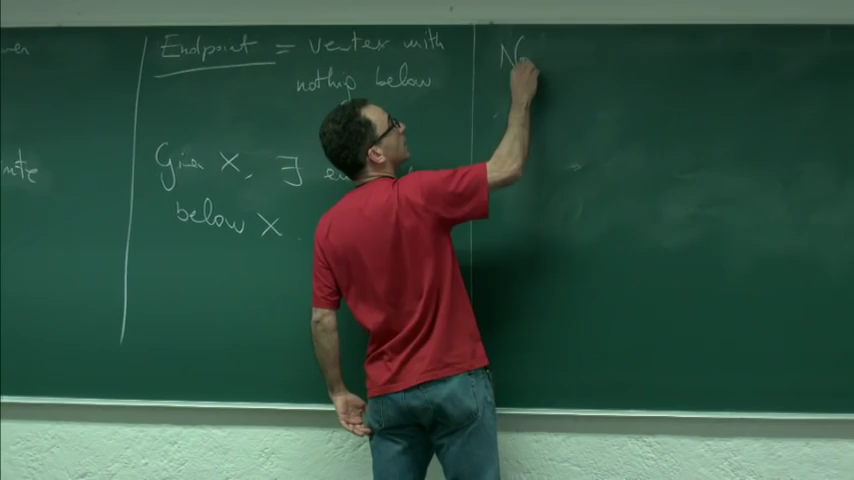 Endpoint = vertex with
nothing below
Given X, ∃
below X.
N